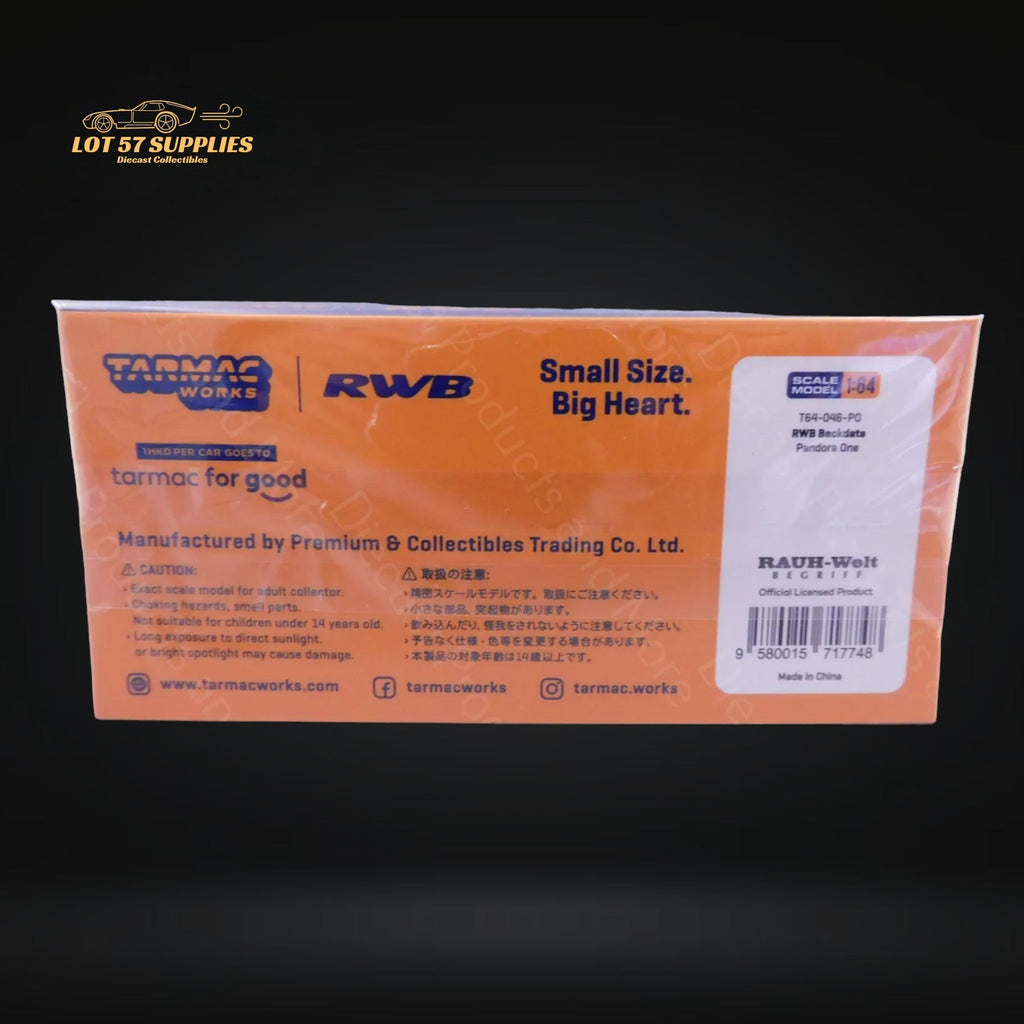 LOT 57 SUPPLIES
Diecast Collectibles
TARMAC
WORKS
RWB
Small Size.
Big Heart.
1HKD PER CAR GOES TO
tarmac for good
Manufactured by Premium & Collectibles Trading Co. Ltd.
⚠ CAUTION:
› Exact scale model for adult collector.
› Choking hazards, small parts.
Not suitable for children under 14 years old.
› Long exposure to direct sunlight.
or bright spotlight may cause damage.
⚠ 取扱の注意:
› 精密スケールモデルです。取扱にご注意ください。
› 小さな部品、突起物があります。
› 飲み込んだり、怪我をされないように注意してください。
› 予告なく仕様・色等を変更する場合があります。
› 本製品の対象年齢は14歳以上です。
www.tarmacworks.com
tarmacworks
tarmac.works
SCALE
MODEL
1:64
T64-046-PO
RWB Backdate
Pandora One
RAUH-Welt
BEGRIFF
Official Licensed Product
9 580015 717748
Made in China